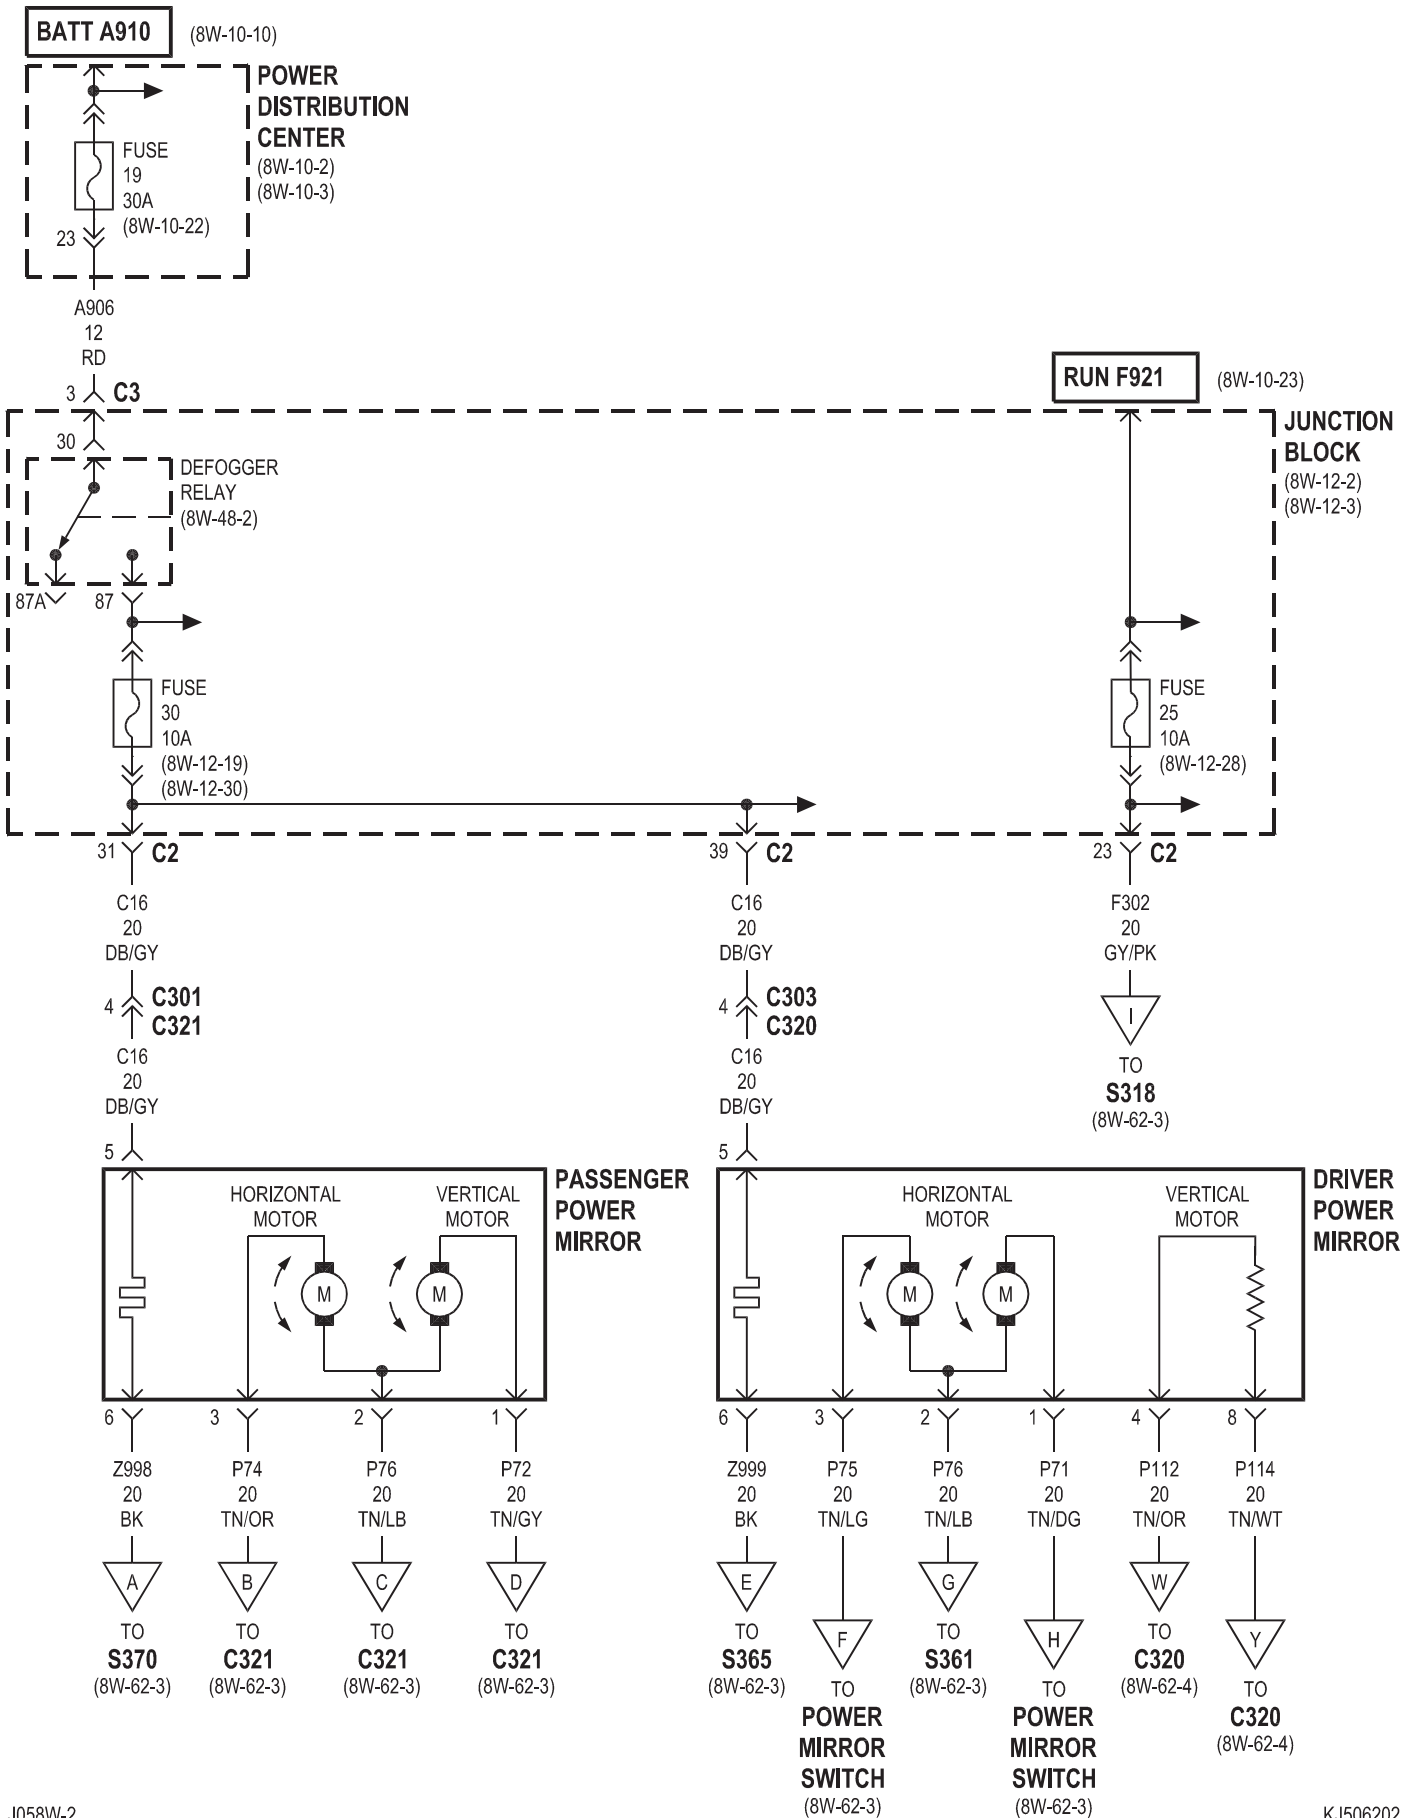 BATT A910 (8W-10-10)
POWER
DISTRIBUTION
CENTER
(8W-10-2)
(8W-10-3)
FUSE
19
30A
(8W-10-22)
23
A906
12
RD
3 C3
RUN F921 (8W-10-23)
JUNCTION
BLOCK
(8W-12-2)
(8W-12-3)
30
DEFOGGER
RELAY
(8W-48-2)
87A 87
FUSE
30
10A
(8W-12-19)
(8W-12-30)
FUSE
25
10A
(8W-12-28)
31 C2
39 C2
23 C2
C16
20
DB/GY
C16
20
DB/GY
F302
20
GY/PK
4 C301
C321
4 C303
C320
I
TO
S318
(8W-62-3)
C16
20
DB/GY
C16
20
DB/GY
5
5
PASSENGER
POWER
MIRROR
HORIZONTAL
MOTOR
VERTICAL
MOTOR
M M
DRIVER
POWER
MIRROR
HORIZONTAL
MOTOR
VERTICAL
MOTOR
M M
6 3 2 1
6 3 2 1 4 8
Z998
20
BK
A
TO
S370
(8W-62-3)
P74
20
TN/OR
B
TO
C321
(8W-62-3)
P76
20
TN/LB
C
TO
C321
(8W-62-3)
P72
20
TN/GY
D
TO
C321
(8W-62-3)
Z999
20
BK
E
TO
S365
(8W-62-3)
P75
20
TN/LG
F
TO
POWER
MIRROR
SWITCH
(8W-62-3)
P76
20
TN/LB
G
TO
S361
(8W-62-3)
P71
20
TN/DG
H
TO
POWER
MIRROR
SWITCH
(8W-62-3)
P112
20
TN/OR
W
TO
C320
(8W-62-4)
P114
20
TN/WT
Y
TO
C320
(8W-62-4)
J058W-2
KJ506202